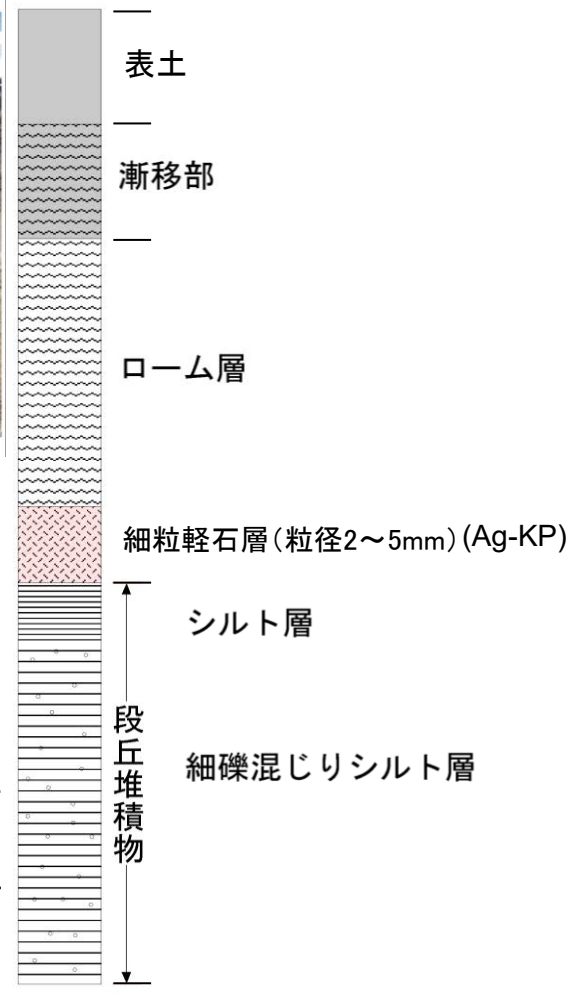 表土
漸移部
ローム層
細粒軽石層(粒径2～5mm)(Ag-KP)
シルト層
段丘堆積物
細礫混じりシルト層